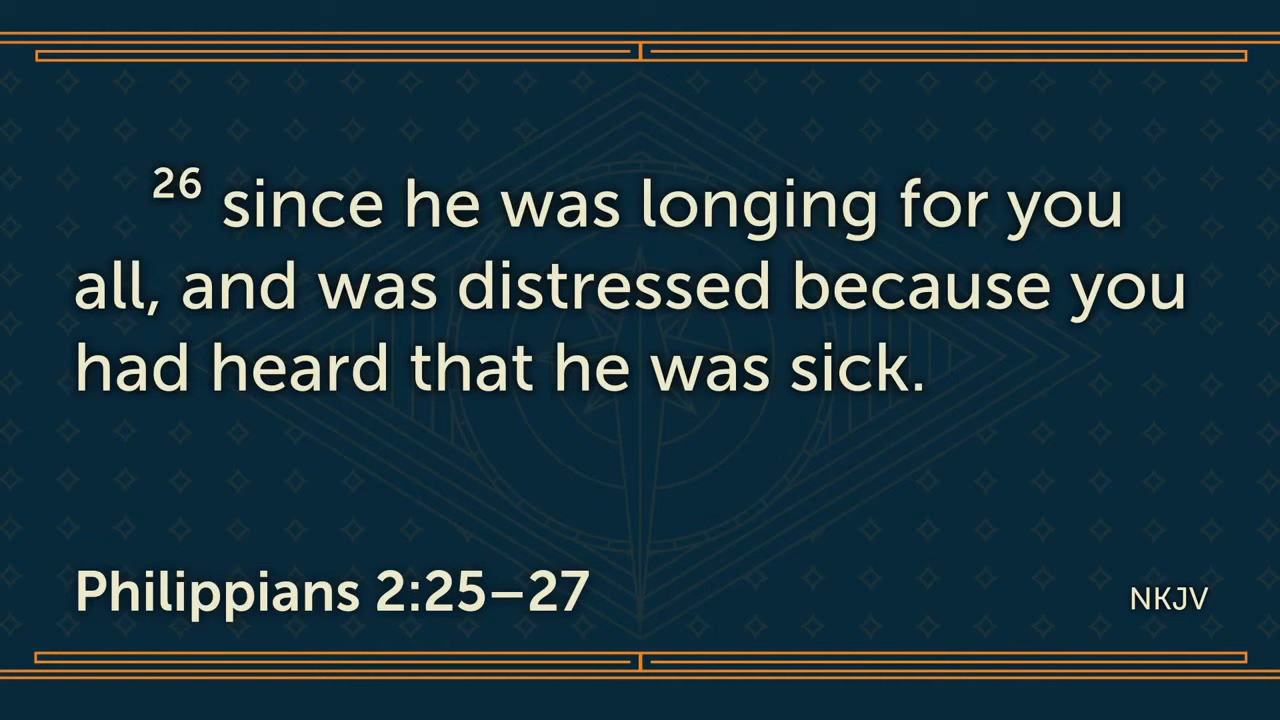 26 since he was longing for you
all, and was distressed because you
had heard that he was sick.
Philippians 2:25–27
NKJV